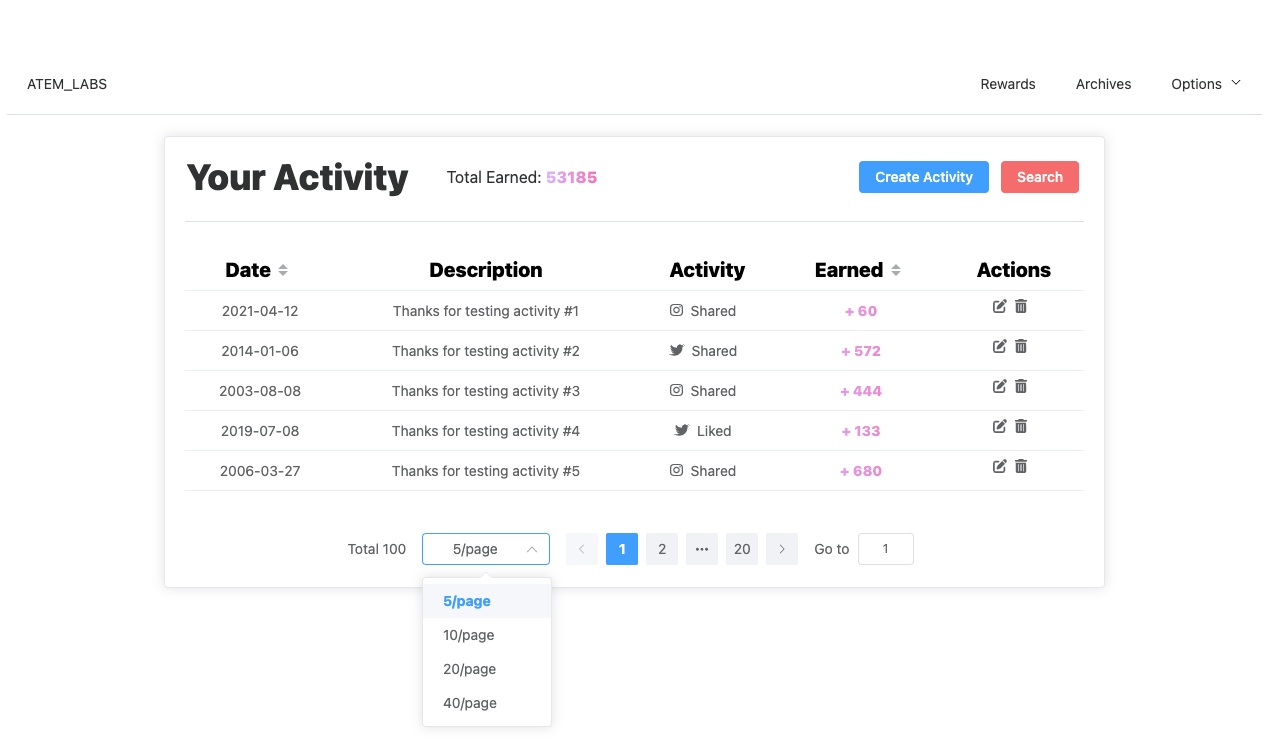 ATEM_LABS Rewards Archives Options
Your Activity Total Earned: 53185 Create Activity Search
Date Description Activity Earned Actions
2021-04-12 Thanks for testing activity #1 Shared + 60
2014-01-06 Thanks for testing activity #2 Shared + 572
2003-08-08 Thanks for testing activity #3 Shared + 444
2019-07-08 Thanks for testing activity #4 Liked + 133
2006-03-27 Thanks for testing activity #5 Shared + 680
Total 100 5/page 1 2 ••• 20 Go to 1
5/page
10/page
20/page
40/page